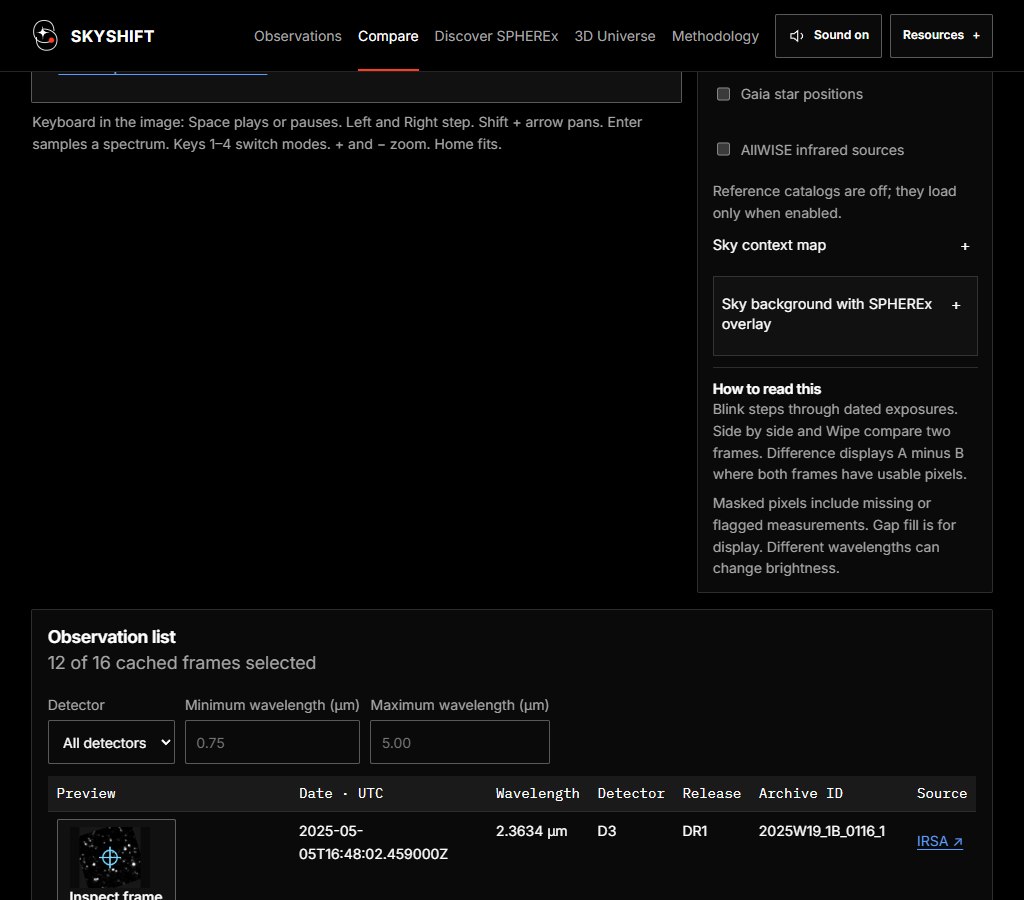 SKYSHIFT
Observations
Compare
Discover SPHEREx
3D Universe
Methodology
Sound on
Resources +
Keyboard in the image: Space plays or pauses. Left and Right step. Shift + arrow pans. Enter
samples a spectrum. Keys 1–4 switch modes. + and − zoom. Home fits.
Gaia star positions
AllWISE infrared sources
Reference catalogs are off; they load
only when enabled.
Sky context map +
Sky background with SPHEREx +
overlay
How to read this
Blink steps through dated exposures.
Side by side and Wipe compare two
frames. Difference displays A minus B
where both frames have usable pixels.
Masked pixels include missing or
flagged measurements. Gap fill is for
display. Different wavelengths can
change brightness.
Observation list
12 of 16 cached frames selected
Detector Minimum wavelength (µm) Maximum wavelength (µm)
All detectors 0.75 5.00
Preview Date · UTC Wavelength Detector Release Archive ID Source
2025-05-
05T16:48:02.459000Z
2.3634 µm D3 DR1 2025W19_1B_0116_1 IRSA ↗
Inspect frame